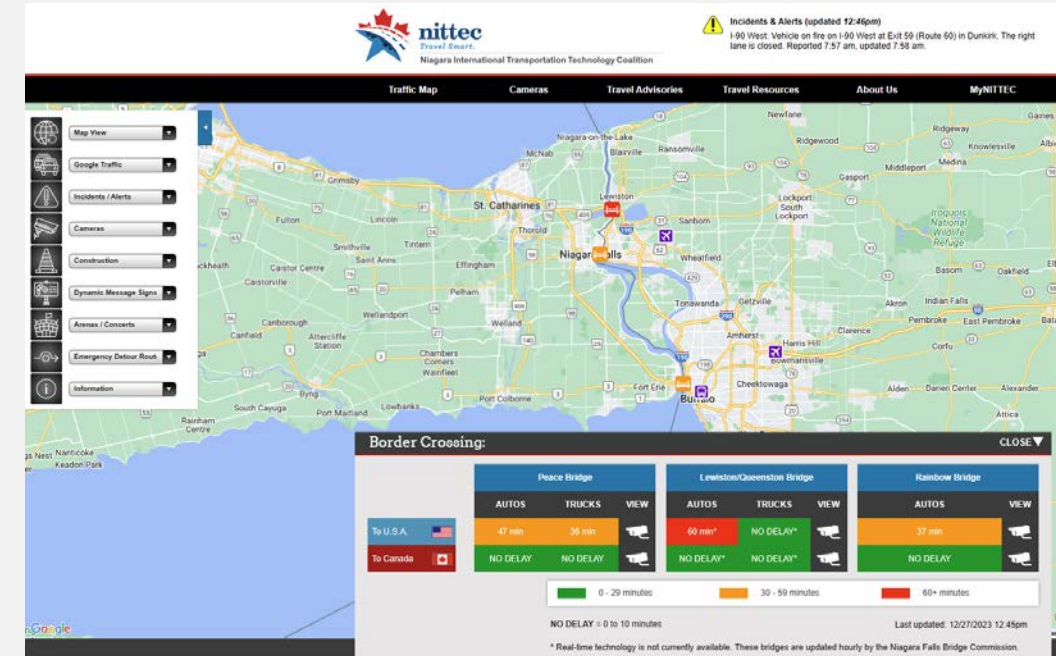 nittec
Travel Smart.
Niagara International Transportation Technology Coalition
Incidents & Alerts (updated 12:46pm)
I-90 West: Vehicle on fire on I-90 West at Exit 59 (Route 60) in Dunkirk. The right
lane is closed. Reported 7:57 am, updated 7:58 am.
Traffic Map Cameras Travel Advisories Travel Resources About Us MyNITTEC
Map View
Google Traffic
Incidents / Alerts
Cameras
Construction
Dynamic Message Signs
Arenas / Concerts
Emergency Detour Rout
Information
Newfane
Gaines
Niagara-on-the-Lake
Ridgeway
Ridgewood
Knowlesville
McNab
Blairville
Ransomville
Middleport
Medina
Gasport
Grimsby
Lewiston
Lockport
St. Catharines
South
Lockport
Fulton
Lincoln
Thorold
Sanborn
Iroquois
National
Wildlife
Refuge
Smithville
Tintern
Saint Anns
Wheatfield
Caistor Centre
Effingham
Basom
Oakfield
Caistorville
Pelham
Tonawanda
Getzville
Akron
Indian Falls
Wellandport
Pembroke
East Pembroke
Canborough
Welland
Clarence
Canfield
Attercliffe
Station
Amherst
Harris Hill
Corfu
Chambers
Corners
Bowmansville
Wainfleet
Cheektowaga
Fort Erie
Alden
Darien Center
Alexander
Byng
Port Colborne
South Cayuga
Port Maitland
Lowbanks
Attica
Rainham
Centre
Nanticoke
Keadon Park
Border Crossing: CLOSE
Peace Bridge Lewiston/Queenston Bridge Rainbow Bridge
AUTOS TRUCKS VIEW AUTOS TRUCKS VIEW AUTOS VIEW
To U.S.A. 47 min 36 min 60 min* NO DELAY* 37 min
To Canada NO DELAY NO DELAY NO DELAY* NO DELAY* NO DELAY
0 - 29 minutes 30 - 59 minutes 60+ minutes
NO DELAY = 0 to 10 minutes Last updated: 12/27/2023 12:45pm
* Real-time technology is not currently available. These bridges are updated hourly by the Niagara Falls Bridge Commission.
Google